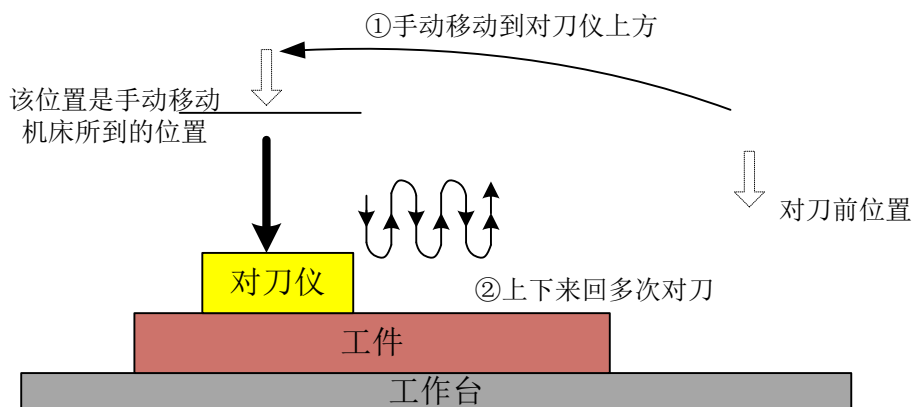 ①手动移动到对刀仪上方
该位置是手动移动
机床所到的位置
对刀前位置
对刀仪
②上下来回多次对刀
工件
工作台